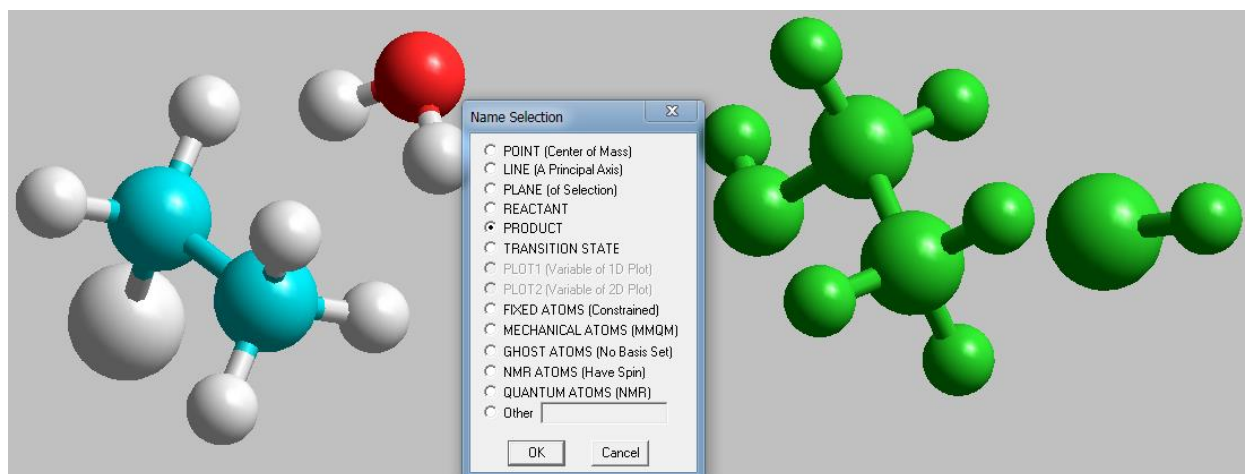 Name Selection
X
POINT (Center of Mass)
LINE (A Principal Axis)
PLANE (of Selection)
REACTANT
PRODUCT
TRANSITION STATE
PLOT1 (Variable of 1D Plot)
PLOT2 (Variable of 2D Plot)
FIXED ATOMS (Constrained)
MECHANICAL ATOMS (MMQM)
GHOST ATOMS (No Basis Set)
NMR ATOMS (Have Spin)
QUANTUM ATOMS (NMR)
Other
OK Cancel